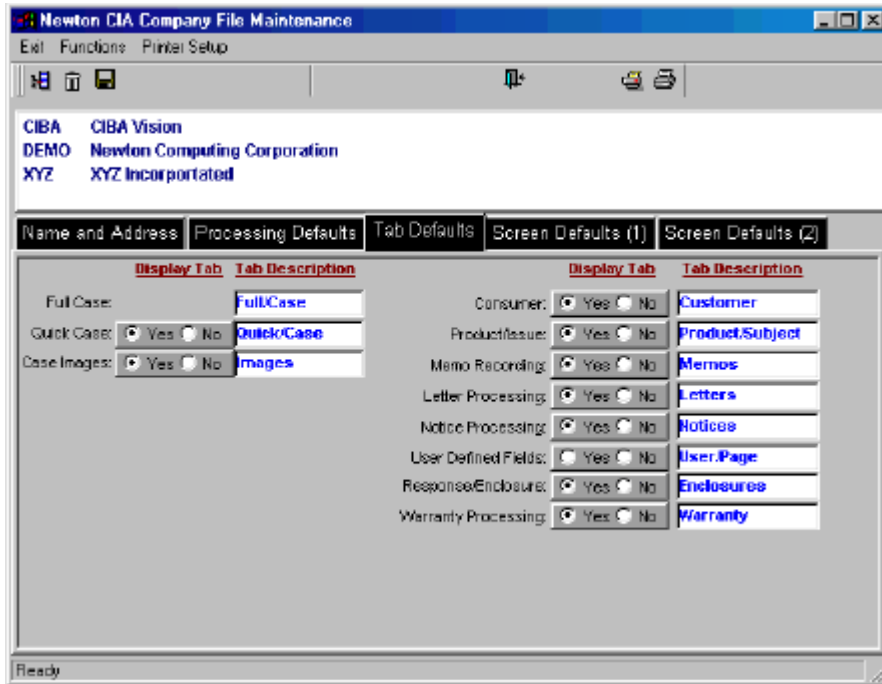 Newton CIA Company File Maintenance
Exit Functions Printer Setup
CIBA CIBA Vision
DEMO Newton Computing Corporation
XYZ XYZ Incorportated
Name and Address Processing Defaults Tab Defaults Screen Defaults (1) Screen Defaults (2)
Display Tab Tab Description Display Tab Tab Description
Full Case: Full/Case Consumer: Yes No Customer
Quick Case: Yes No Quick/Case Product/Issue: Yes No Product/Subject
Case Images: Yes No Images Memo Recording: Yes No Memos
Letter Processing: Yes No Letters
Notice Processing: Yes No Notices
User Defined Fields: Yes No User/Page
Response/Enclosure: Yes No Enclosures
Warranty Processing: Yes No Warranty
Ready